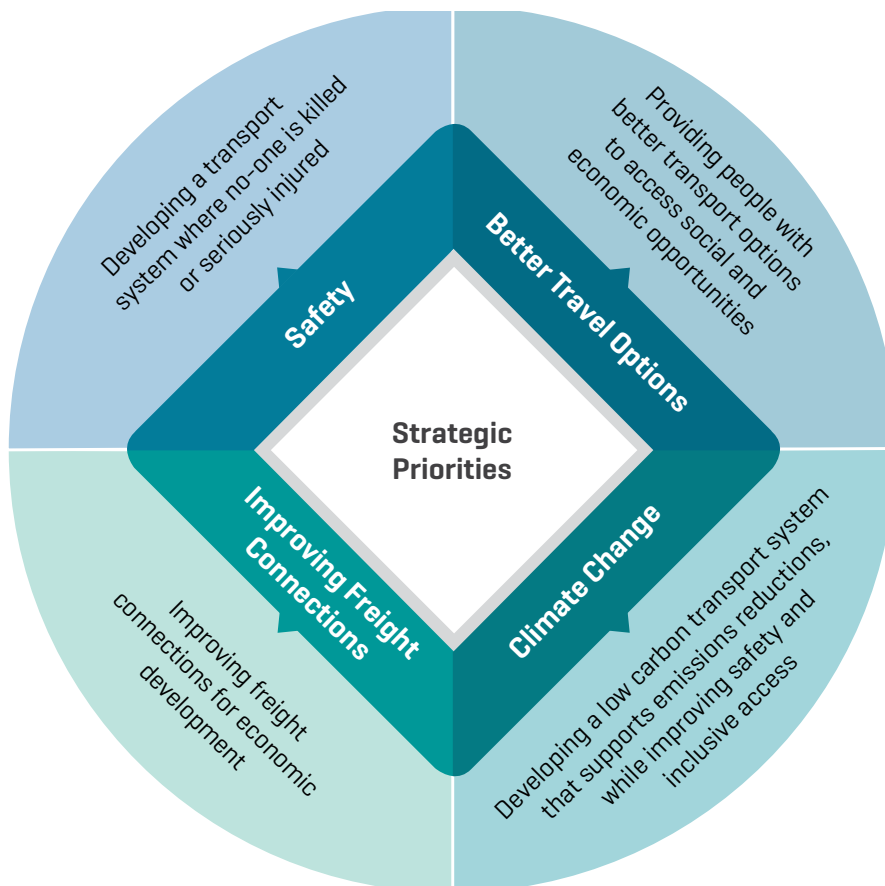 Developing a transport
system where no-one is killed
or seriously injured
Safety
Providing people with
better transport options
to access social and
economic opportunities
Better Travel Options
Strategic
Priorities
Improving Freight
Connections
Improving freight
connections for economic
development
Climate Change
Developing a low carbon transport system
that supports emissions reductions,
while improving safety and
inclusive access